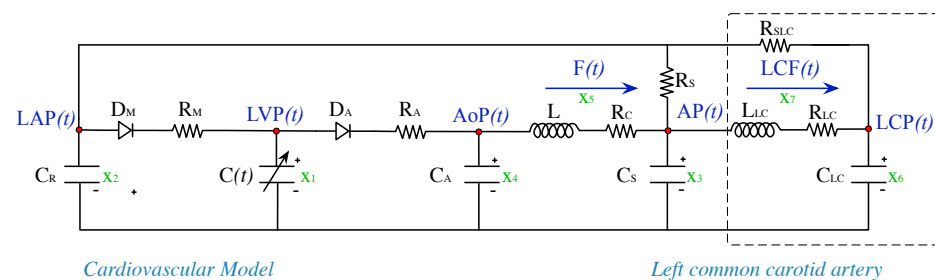 RSLC
F(t)
x5
RS
LCF(t)
x7
LAP(t)
DM
RM
LVP(t)
DA
RA
AoP(t)
L
RC
AP(t)
LLC
RLC
LCP(t)
CR
x2
C(t)
x1
CA
x4
CS
x3
CLC
x6
Cardiovascular Model
Left common carotid artery